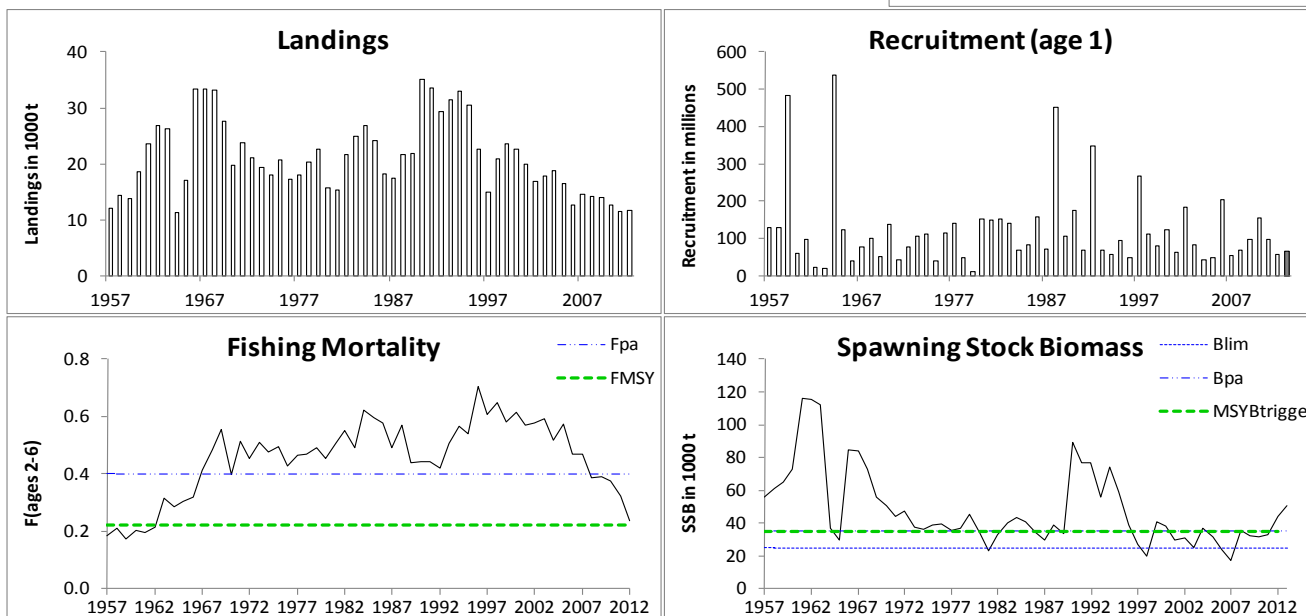 Landings
Landings in 1000 t
40
30
20
10
0
1957 1967 1977 1987 1997 2007
Recruitment (age 1)
Recruitment in millions
600
500
400
300
200
100
0
1957 1967 1977 1987 1997 2007
Fishing Mortality
Fpa
FMSY
F(ages 2-6)
0.8
0.6
0.4
0.2
0.0
1957 1962 1967 1972 1977 1982 1987 1992 1997 2002 2007 2012
Spawning Stock Biomass
Blim
Bpa
MSYBtrigge
SSB in 1000 t
140
120
100
80
60
40
20
0
1957 1962 1967 1972 1977 1982 1987 1992 1997 2002 2007 2012